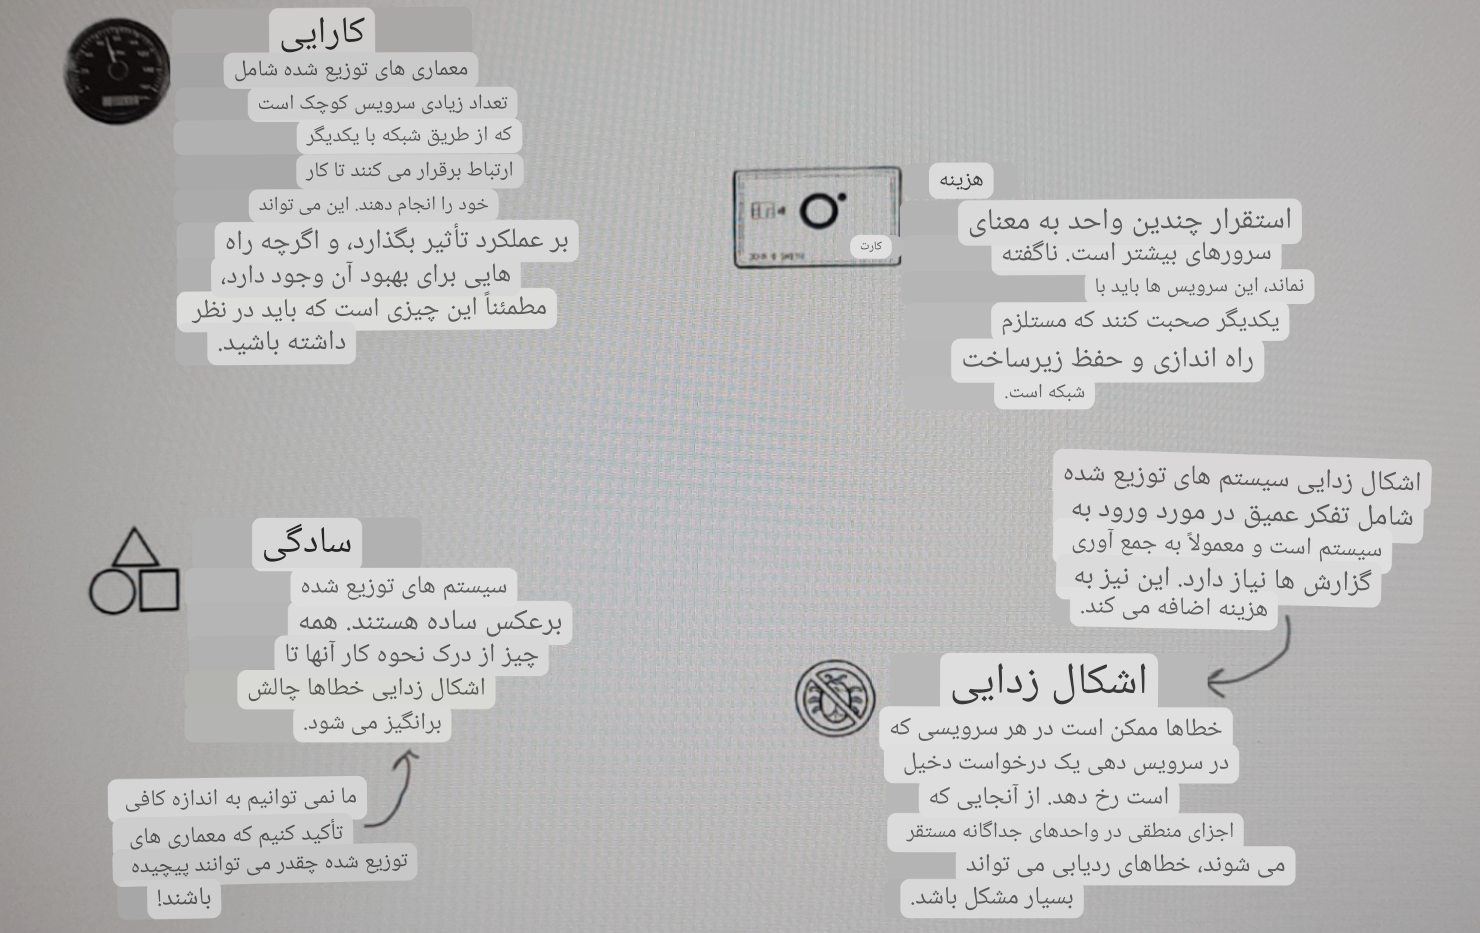 کارایی
معماری های توزیع شده شامل
تعداد زیادی سرویس کوچک است
که از طریق شبکه با یکدیگر
ارتباط برقرار می کنند تا کار
خود را انجام دهند. این می تواند
بر عملکرد تأثیر بگذارد، و اگرچه راه
هایی برای بهبود آن وجود دارد،
مطمئناً این چیزی است که باید در نظر
داشته باشید.
هزینه
استقرار چندین واحد به معنای
سرورهای بیشتر است. ناگفته
نماند، این سرویس ها باید با
یکدیگر صحبت کنند که مستلزم
راه اندازی و حفظ زیرساخت
شبکه است.
کارت
سادگی
سیستم های توزیع شده
برعکس ساده هستند. همه
چیز از درک نحوه کار آنها تا
اشکال زدایی خطاها چالش
برانگیز می شود.
ما نمی توانیم به اندازه کافی
تأکید کنیم که معماری های
توزیع شده چقدر می توانند پیچیده
باشند!
اشکال زدایی سیستم های توزیع شده
شامل تفکر عمیق در مورد ورود به
سیستم است و معمولاً به جمع آوری
گزارش ها نیاز دارد. این نیز به
هزینه اضافه می کند.
اشکال زدایی
خطاها ممکن است در هر سرویسی که
در سرویس دهی یک درخواست دخیل
است رخ دهد. از آنجایی که
اجزای منطقی در واحدهای جداگانه مستقر
می شوند، خطاهای ردیابی می تواند
بسیار مشکل باشد.